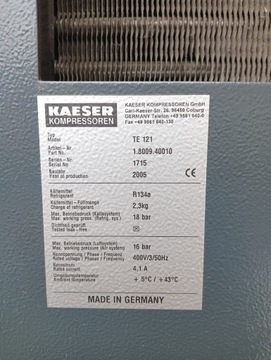 KAESER
KOMPRESSOREN
KAESER KOMPRESSOREN GmbH
Carl-Kaeser-Str. 26, 96450 Coburg
GERMANY Telefon +49 9561 640-0
Fax +49 9561 640-130
Typ
Model TE 121
Artikel-Nr.
Part No. 1.8009.40010
Serien-Nr.
Serial No 1715
Baujahr
Year of production 2005 CE
Kältemittel
Refrigerant R134a
Kältemittel - Füllmenge
Refrigerant Charge 2.3kg
Max. Betriebsdruck (Kältesystem)
Max. working press. (Refrig. sys.) 18 bar
Dichtheit geprüft
Tested leak-free ☒
Max. Betriebsdruck (Luftsystem)
Max. working pressure (Air system) 16 bar
Nennspannung / Phase / Frequenz
Rated voltage / Phases / Frequency 400V/3/50Hz
Nennstrom
Rated current 4.1 A
Umgebungstemperatur
Ambient temperature + 5°C / +43°C
MADE IN GERMANY